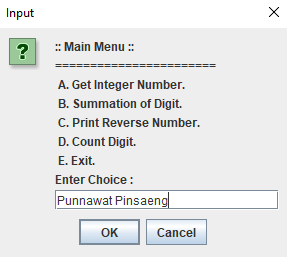 Input
?
:: Main Menu ::
=======================
A. Get Integer Number.
B. Summation of Digit.
C. Print Reverse Number.
D. Count Digit.
E. Exit.
Enter Choice :
Punnawat Pinsaeng
OK Cancel